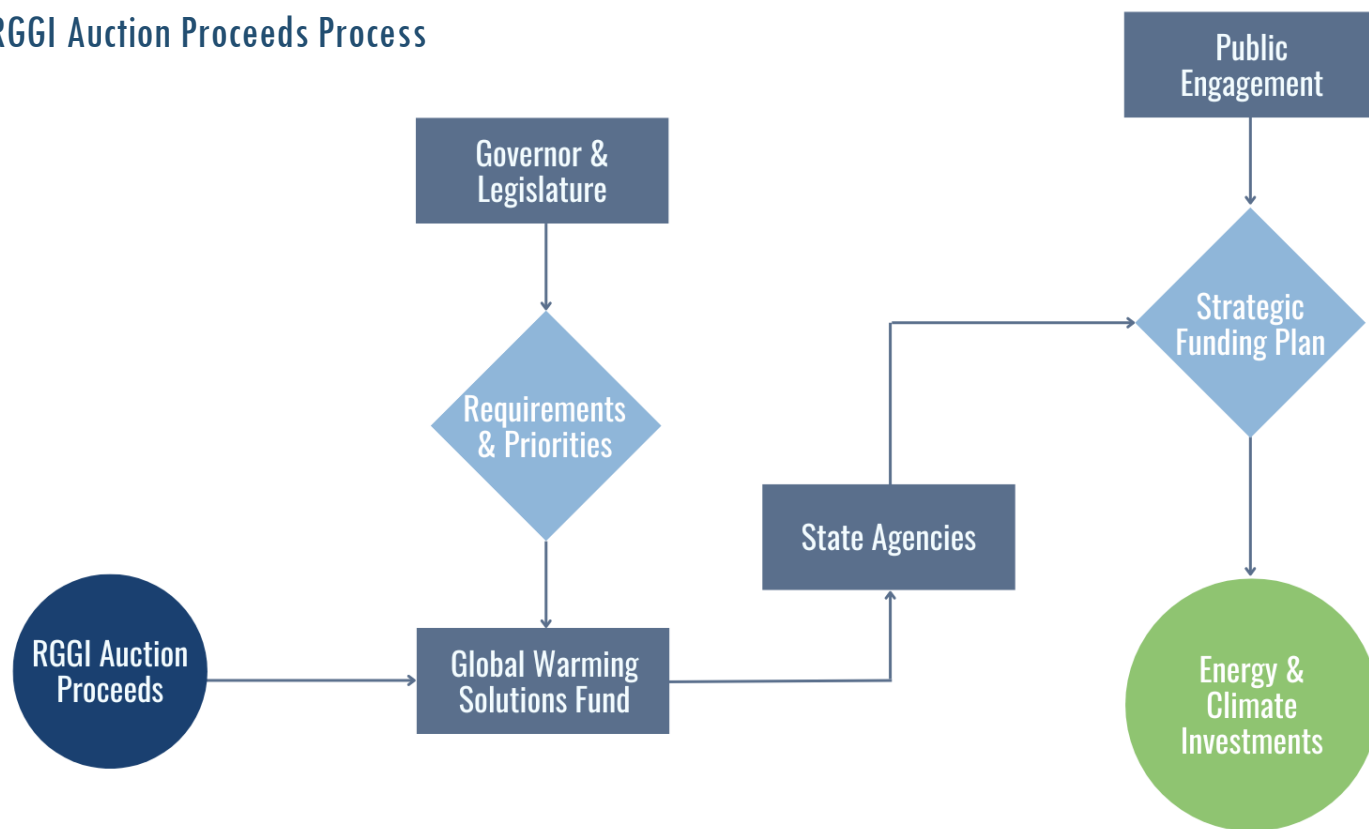 RGGI Auction Proceeds Process
Public
Engagement
Governor &
Legislature
Strategic
Funding Plan
Requirements
& Priorities
State Agencies
RGGI Auction
Proceeds
Global Warming
Solutions Fund
Energy &
Climate
Investments